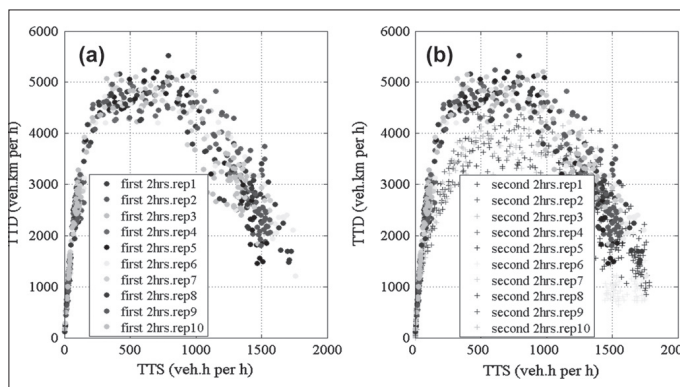 (a)
6000
5000
4000
3000
2000
1000
0
TTD (veh.km per h)
first 2hrs.rep1
first 2hrs.rep2
first 2hrs.rep3
first 2hrs.rep4
first 2hrs.rep5
first 2hrs.rep6
first 2hrs.rep7
first 2hrs.rep8
first 2hrs.rep9
first 2hrs.rep10
0 500 1000 1500 2000
TTS (veh.h per h)
(b)
6000
5000
4000
3000
2000
1000
0
TTD (veh.km per h)
second 2hrs.rep1
second 2hrs.rep2
second 2hrs.rep3
second 2hrs.rep4
second 2hrs.rep5
second 2hrs.rep6
second 2hrs.rep7
second 2hrs.rep8
second 2hrs.rep9
second 2hrs.rep10
0 500 1000 1500 2000
TTS (veh.h per h)